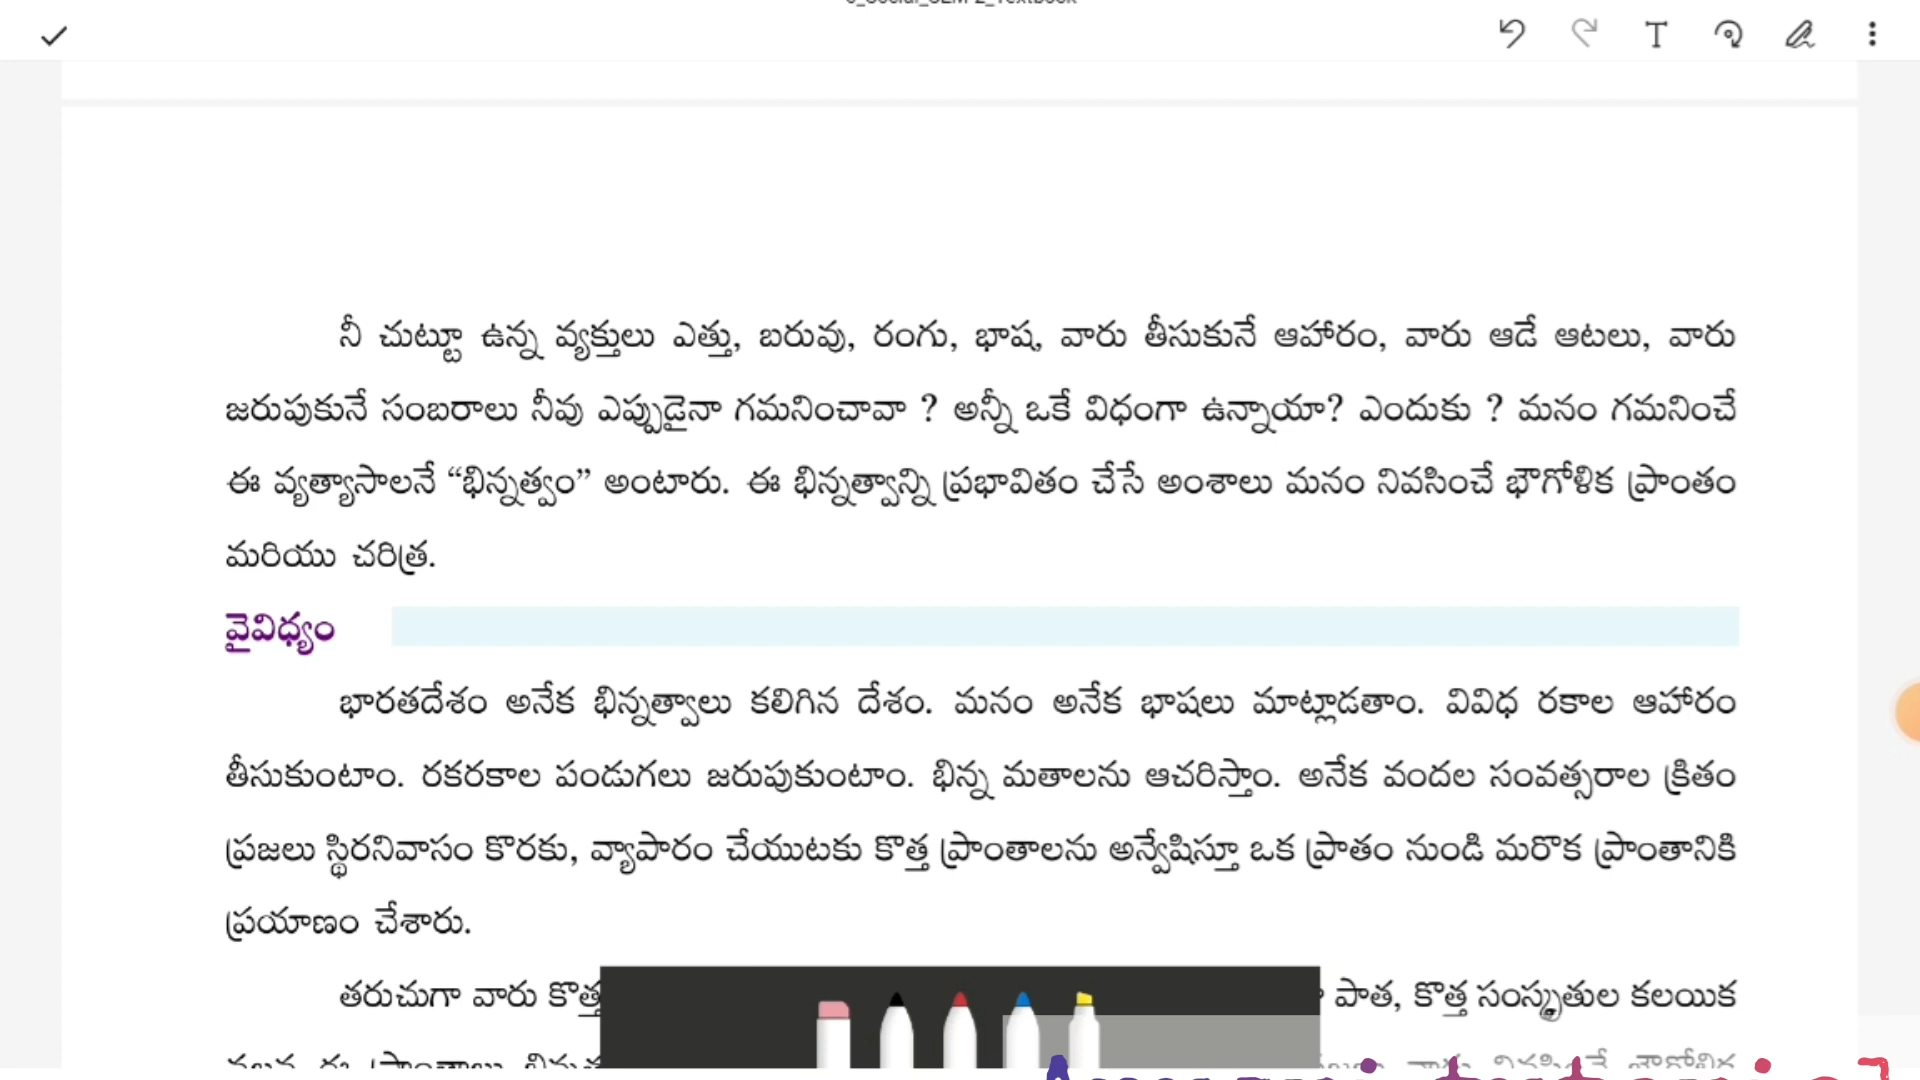 నీ చుట్టూ ఉన్న వ్యక్తులు ఎత్తు, బరువు, రంగు, భాష, వారు తీసుకునే ఆహారం, వారు ఆడే ఆటలు, వారు
జరుపుకునే సంబరాలు నీవు ఎప్పుడైనా గమనించావా ? అన్నీ ఒకే విధంగా ఉన్నాయా? ఎందుకు ? మనం గమనించే
ఈ వ్యత్యాసాలనే “భిన్నత్వం” అంటారు. ఈ భిన్నత్వాన్ని ప్రభావితం చేసే అంశాలు మనం నివసించే భౌగోళిక ప్రాంతం
మరియు చరిత్ర.
వైవిధ్యం
భారతదేశం అనేక భిన్నత్వాలు కలిగిన దేశం. మనం అనేక భాషలు మాట్లాడతాం. వివిధ రకాల ఆహారం
తీసుకుంటాం. రకరకాల పండుగలు జరుపుకుంటాం. భిన్న మతాలను ఆచరిస్తాం. అనేక వందల సంవత్సరాల క్రితం
ప్రజలు స్థిరనివాసం కొరకు, వ్యాపారం చేయుటకు కొత్త ప్రాంతాలను అన్వేషిస్తూ ఒక ప్రాతం నుండి మరొక ప్రాంతానికి
ప్రయాణం చేశారు.
తరుచుగా వారు కొత్త పాత, కొత్త సంస్కృతుల కలయిక